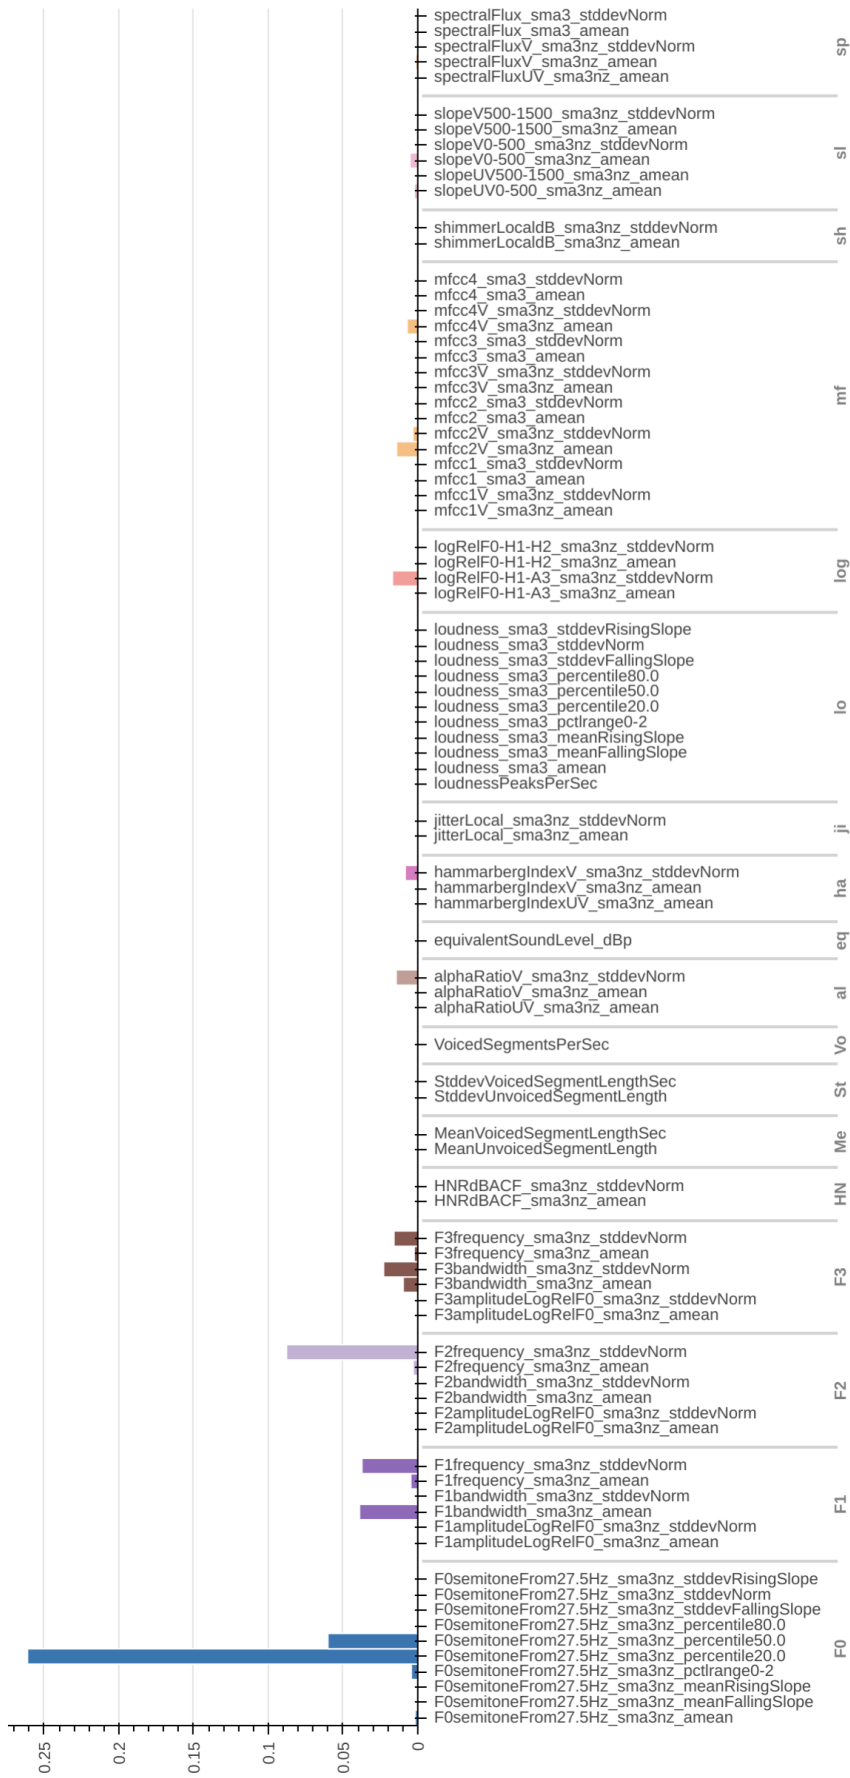 spectralFlux_sma3_stddevNorm
spectralFlux_sma3_amean
spectralFluxV_sma3nz_stddevNorm
spectralFluxV_sma3nz_amean
spectralFluxUV_sma3nz_amean
sp
slopeV500-1500_sma3nz_stddevNorm
slopeV500-1500_sma3nz_amean
slopeV0-500_sma3nz_stddevNorm
slopeV0-500_sma3nz_amean
slopeUV500-1500_sma3nz_amean
slopeUV0-500_sma3nz_amean
sl
shimmerLocaldB_sma3nz_stddevNorm
shimmerLocaldB_sma3nz_amean
sh
mfcc4_sma3_stddevNorm
mfcc4_sma3_amean
mfcc4V_sma3nz_stddevNorm
mfcc4V_sma3nz_amean
mfcc3_sma3_stddevNorm
mfcc3_sma3_amean
mfcc3V_sma3nz_stddevNorm
mfcc3V_sma3nz_amean
mfcc2_sma3_stddevNorm
mfcc2_sma3_amean
mfcc2V_sma3nz_stddevNorm
mfcc2V_sma3nz_amean
mfcc1_sma3_stddevNorm
mfcc1_sma3_amean
mfcc1V_sma3nz_stddevNorm
mfcc1V_sma3nz_amean
mf
logRelF0-H1-H2_sma3nz_stddevNorm
logRelF0-H1-H2_sma3nz_amean
logRelF0-H1-A3_sma3nz_stddevNorm
logRelF0-H1-A3_sma3nz_amean
log
loudness_sma3_stddevRisingSlope
loudness_sma3_stddevNorm
loudness_sma3_stddevFallingSlope
loudness_sma3_percentile80.0
loudness_sma3_percentile50.0
loudness_sma3_percentile20.0
loudness_sma3_pctlrange0-2
loudness_sma3_meanRisingSlope
loudness_sma3_meanFallingSlope
loudness_sma3_amean
loudnessPeaksPerSec
lo
jitterLocal_sma3nz_stddevNorm
jitterLocal_sma3nz_amean
ji
hammarbergIndexV_sma3nz_stddevNorm
hammarbergIndexV_sma3nz_amean
hammarbergIndexUV_sma3nz_amean
ha
equivalentSoundLevel_dBp
eq
alphaRatioV_sma3nz_stddevNorm
alphaRatioV_sma3nz_amean
alphaRatioUV_sma3nz_amean
al
VoicedSegmentsPerSec
Vo
StddevVoicedSegmentLengthSec
StddevUnvoicedSegmentLength
St
MeanVoicedSegmentLengthSec
MeanUnvoicedSegmentLength
Me
HNRdBACF_sma3nz_stddevNorm
HNRdBACF_sma3nz_amean
HN
F3frequency_sma3nz_stddevNorm
F3frequency_sma3nz_amean
F3bandwidth_sma3nz_stddevNorm
F3bandwidth_sma3nz_amean
F3amplitudeLogRelF0_sma3nz_stddevNorm
F3amplitudeLogRelF0_sma3nz_amean
F3
F2frequency_sma3nz_stddevNorm
F2frequency_sma3nz_amean
F2bandwidth_sma3nz_stddevNorm
F2bandwidth_sma3nz_amean
F2amplitudeLogRelF0_sma3nz_stddevNorm
F2amplitudeLogRelF0_sma3nz_amean
F2
F1frequency_sma3nz_stddevNorm
F1frequency_sma3nz_amean
F1bandwidth_sma3nz_stddevNorm
F1bandwidth_sma3nz_amean
F1amplitudeLogRelF0_sma3nz_stddevNorm
F1amplitudeLogRelF0_sma3nz_amean
F1
F0semitoneFrom27.5Hz_sma3nz_stddevRisingSlope
F0semitoneFrom27.5Hz_sma3nz_stddevNorm
F0semitoneFrom27.5Hz_sma3nz_stddevFallingSlope
F0semitoneFrom27.5Hz_sma3nz_percentile80.0
F0semitoneFrom27.5Hz_sma3nz_percentile50.0
F0semitoneFrom27.5Hz_sma3nz_percentile20.0
F0semitoneFrom27.5Hz_sma3nz_pctlrange0-2
F0semitoneFrom27.5Hz_sma3nz_meanRisingSlope
F0semitoneFrom27.5Hz_sma3nz_meanFallingSlope
F0semitoneFrom27.5Hz_sma3nz_amean
F0
0.25
0.2
0.15
0.1
0.05
0